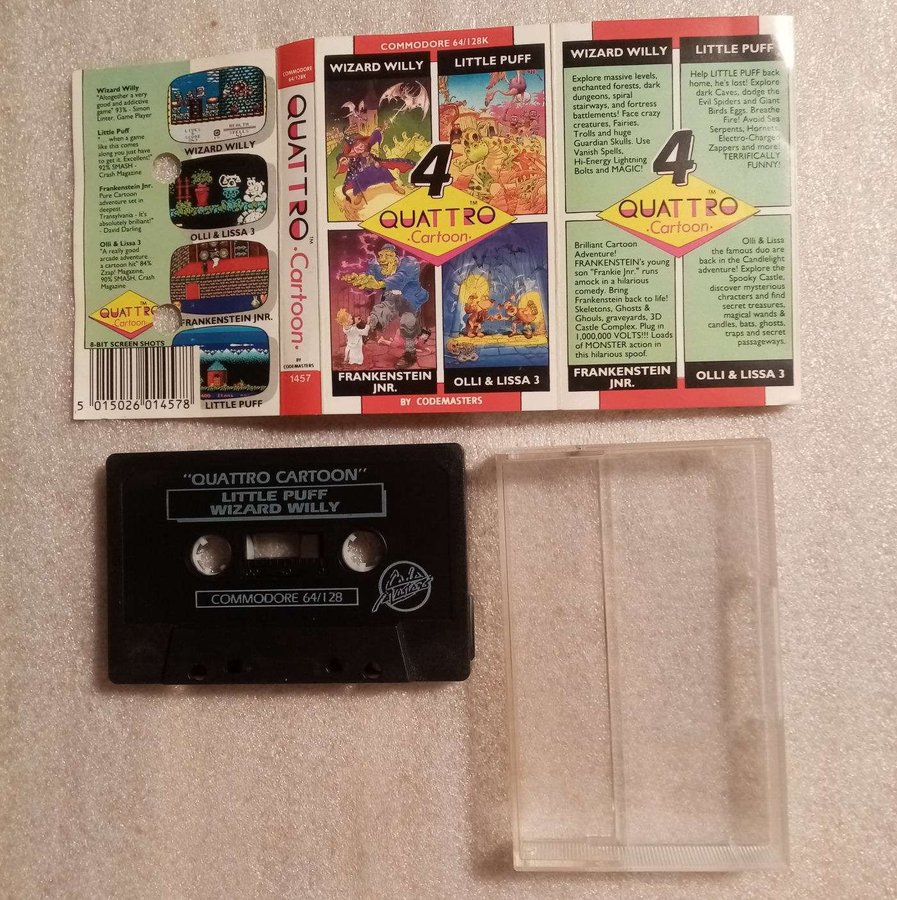 Wizard Willy
"Altogether a very
good and addictive
game" 93% - Simon
Linter, Game Player
Little Puff
"when a game
like this comes
along you just have
to get it. Excellent!"
92% SMASH -
Crash Magazine
Frankenstein Jnr.
Pure Cartoon
adventure set in
deepest
Transylvania - It's
absolutely brilliant!"
- David Darling
Olli & Lissa 3
"A really good
arcade adventure
a cartoon hit" 84%
Zzap! Magazine,
90% SMASH, Crash
Magazine
QUATTRO
TM
Cartoon
8-BIT SCREEN SHOTS
5 015026 014578
WIZARD WILLY
OLLI & LISSA 3
FRANKENSTEIN JNR.
LITTLE PUFF
COMMODORE
64/128K
QUATTRO
TM
·Cartoon·
BY
CODEMASTERS
1457
COMMODORE 64/128K
WIZARD WILLY
LITTLE PUFF
4
TM
QUATTRO
·Cartoon·
FRANKENSTEIN
JNR.
OLLI & LISSA 3
BY CODEMASTERS
WIZARD WILLY
Explore massive levels,
enchanted forests, dark
dungeons, spiral
stairways, and fortress
battlements! Face crazy
creatures, Fairies,
Trolls and huge
Guardian Skulls. Use
Vanish Spells,
Hi-Energy Lightning
Bolts and MAGIC!
LITTLE PUFF
Help LITTLE PUFF back
home, he's lost! Explore
dark Caves, dodge the
Evil Spiders and Giant
Birds Eggs. Breathe
Fire! Avoid Sea
Serpents, Hornets,
Electro-Charged
Zappers and more!
TERRIFICALLY
FUNNY!
4
TM
QUATTRO
·Cartoon·
Brilliant Cartoon
Adventure!
FRANKENSTEIN's young
son "Frankie Jnr." runs
amock in a hilarious
comedy. Bring
Frankenstein back to life!
Skeletons, Ghosts &
Ghouls, graveyards, 3D
Castle Complex. Plug in
1,000,000 VOLTS!!! Loads
of MONSTER action in
this hilarious spoof.
FRANKENSTEIN
JNR.
Olli & Lissa
the famous duo are
back in the Candlelight
adventure! Explore the
Spooky Castle,
discover mysterious
chracters and find
secret treasures,
magical wands &
candles, bats, ghosts,
traps and secret
passageways.
OLLI & LISSA 3
"QUATTRO CARTOON"
LITTLE PUFF
WIZARD WILLY
COMMODORE 64/128